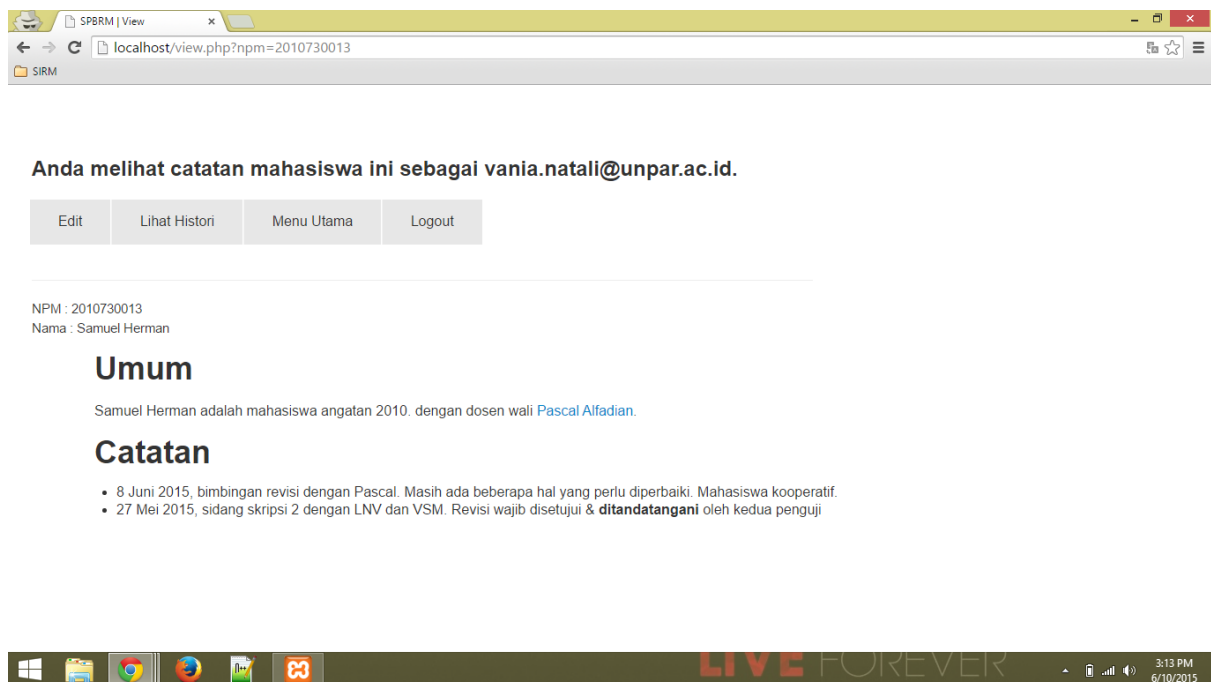 SPBRM | View
localhost/view.php?npm=2010730013
SIRM
Anda melihat catatan mahasiswa ini sebagai vania.natali@unpar.ac.id.
Edit Lihat Histori Menu Utama Logout
NPM : 2010730013
Nama : Samuel Herman
Umum
Samuel Herman adalah mahasiswa angatan 2010. dengan dosen wali Pascal Alfadian.
Catatan
• 8 Juni 2015, bimbingan revisi dengan Pascal. Masih ada beberapa hal yang perlu diperbaiki. Mahasiswa kooperatif.
• 27 Mei 2015, sidang skripsi 2 dengan LNV dan VSM. Revisi wajib disetujui & ditandatangani oleh kedua penguji
LIVE FOREVER
3:13 PM
6/10/2015